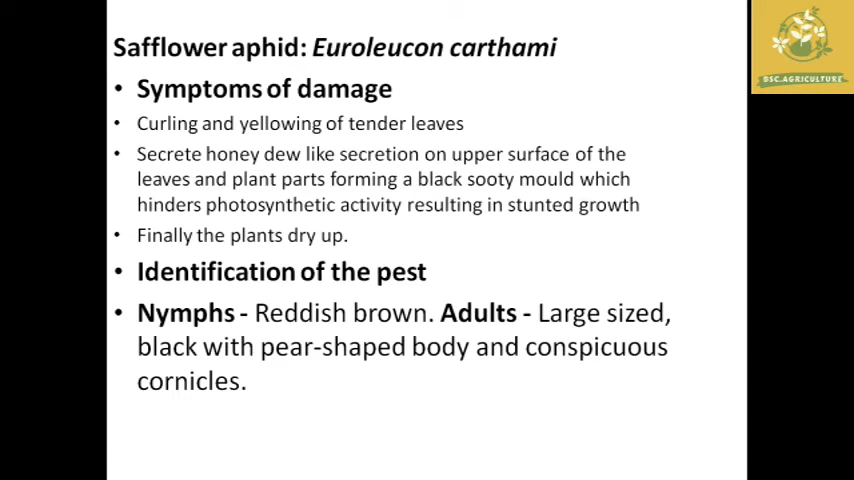 Safflower aphid: Euroleucon carthami
• Symptoms of damage
• Curling and yellowing of tender leaves
• Secrete honey dew like secretion on upper surface of the
leaves and plant parts forming a black sooty mould which
hinders photosynthetic activity resulting in stunted growth
• Finally the plants dry up.
• Identification of the pest
• Nymphs - Reddish brown. Adults - Large sized,
black with pear-shaped body and conspicuous
cornicles.
BSC.AGRICULTURE